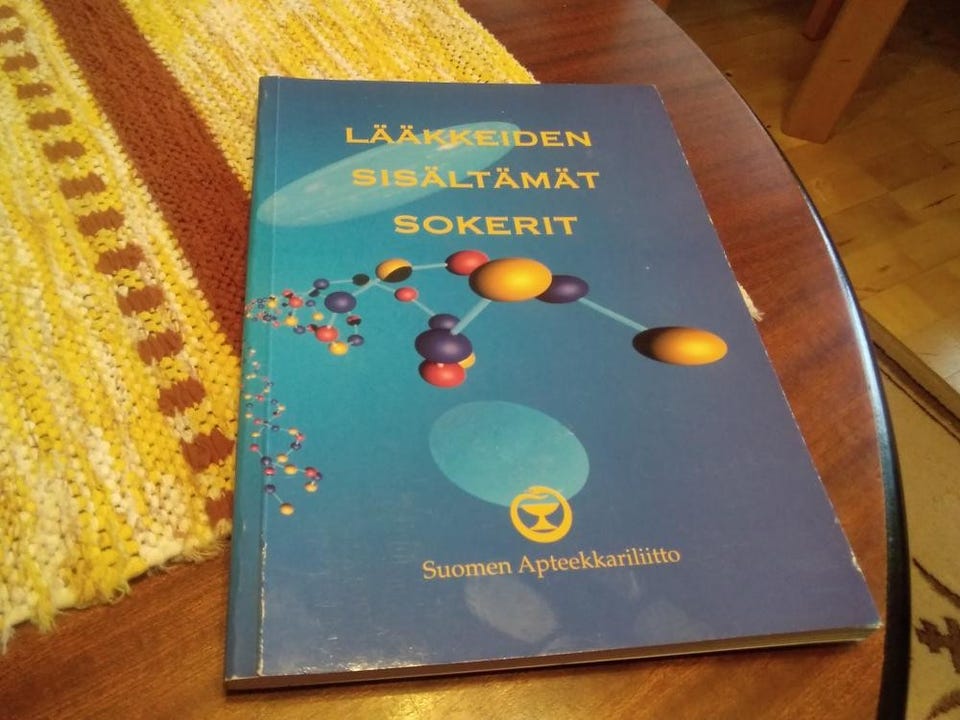 LÄÄKKEIDEN
SISÄLTÄMÄT
SOKERIT
Suomen Apteekkariliitto